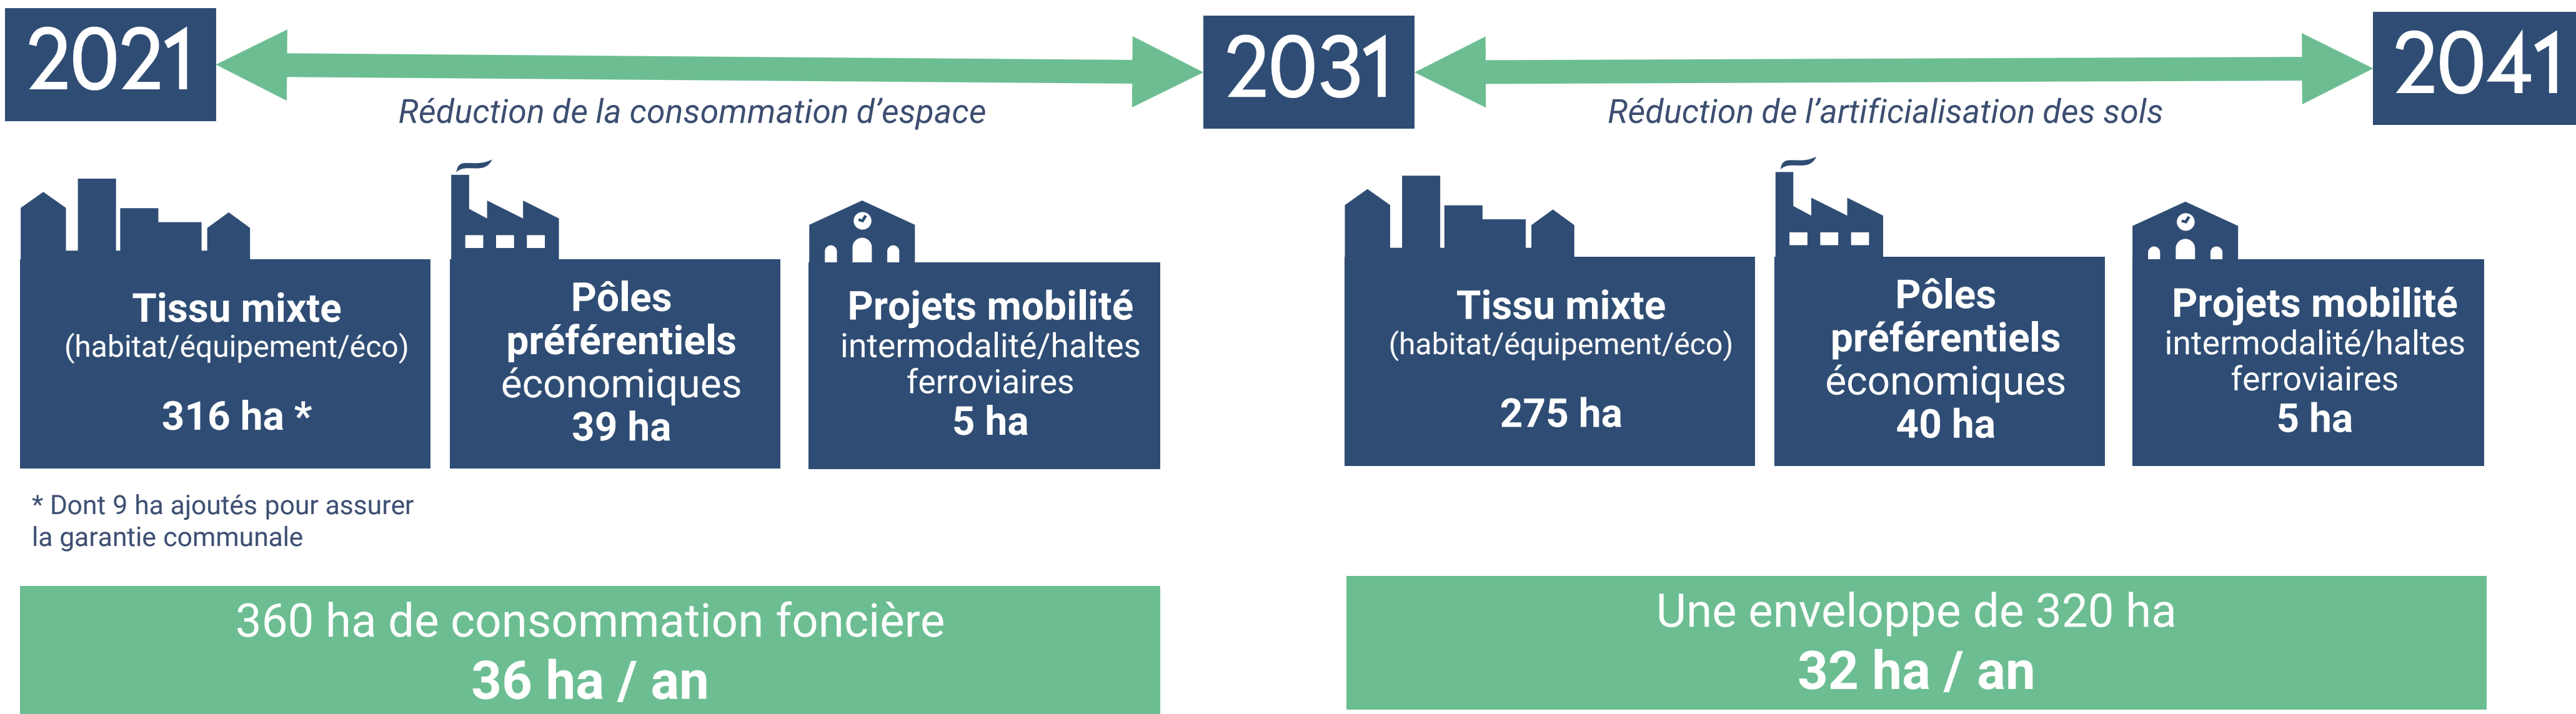 2021
2031
2041
Réduction de la consommation d’espace
Réduction de l’artificialisation des sols
Tissu mixte
(habitat/équipement/éco)
316 ha *
Pôles
préférentiels
économiques
39 ha
Projets mobilité
intermodalité/haltes
ferroviaires
5 ha
* Dont 9 ha ajoutés pour assurer
la garantie communale
360 ha de consommation foncière
36 ha / an
Tissu mixte
(habitat/équipement/éco)
275 ha
Pôles
préférentiels
économiques
40 ha
Projets mobilité
intermodalité/haltes
ferroviaires
5 ha
Une enveloppe de 320 ha
32 ha / an